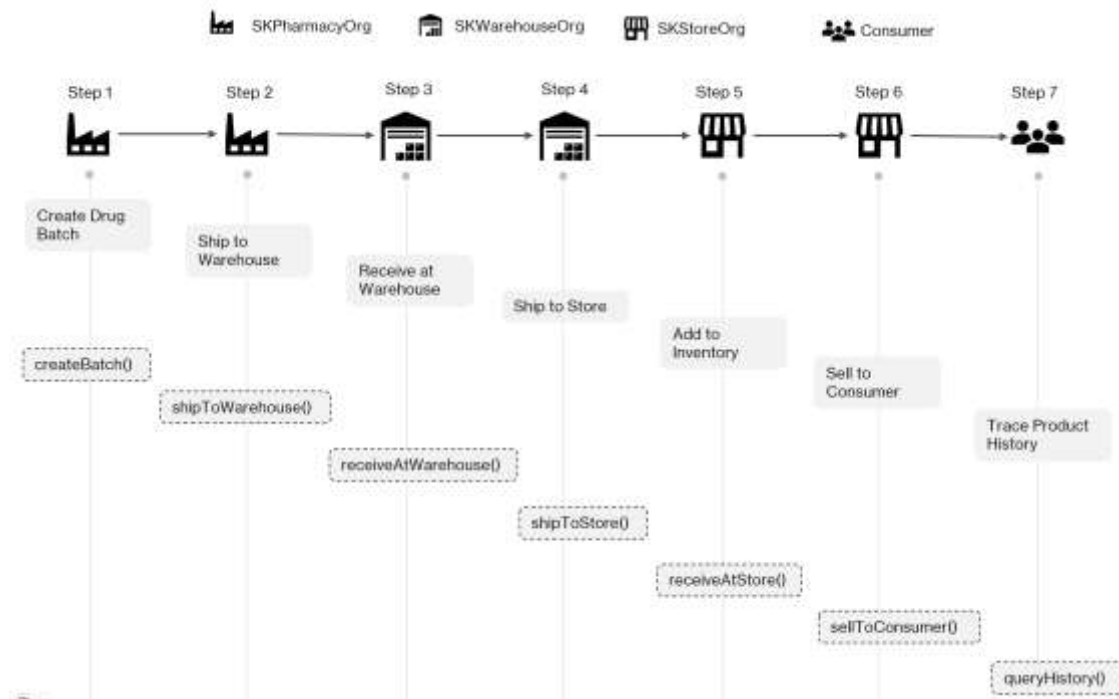 SKPharmacyOrg
SKWarehouseOrg
SKStoreOrg
Consumer
Step 1
Step 2
Step 3
Step 4
Step 5
Step 6
Step 7
Create Drug
Batch
Ship to
Warehouse
Receive at
Warehouse
Ship to Store
Add to
Inventory
Sell to
Consumer
Trace Product
History
createBatch()
shipToWarehouse()
receiveAtWarehouse()
shipToStore()
receiveAtStore()
sellToConsumer()
queryHistory()